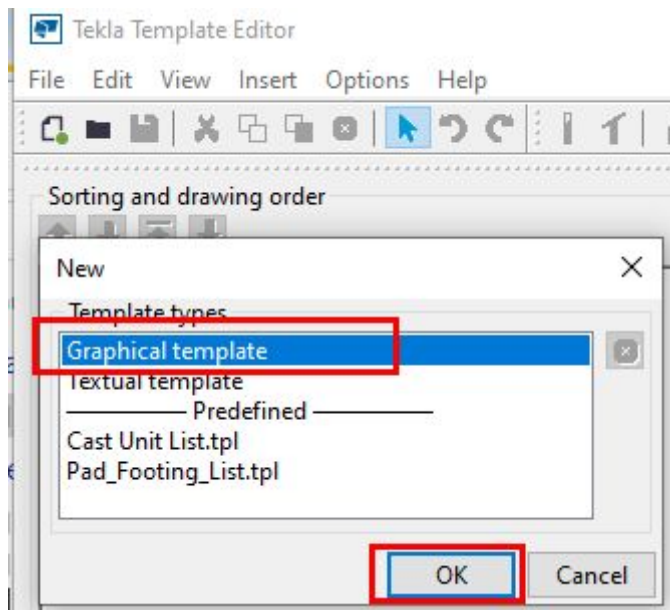 Tekla Template Editor
File Edit View Insert Options Help
Sorting and drawing order
New
Template types
Graphical template
Textual template
Predefined
Cast Unit List.tpl
Pad_Footing_List.tpl
OK Cancel